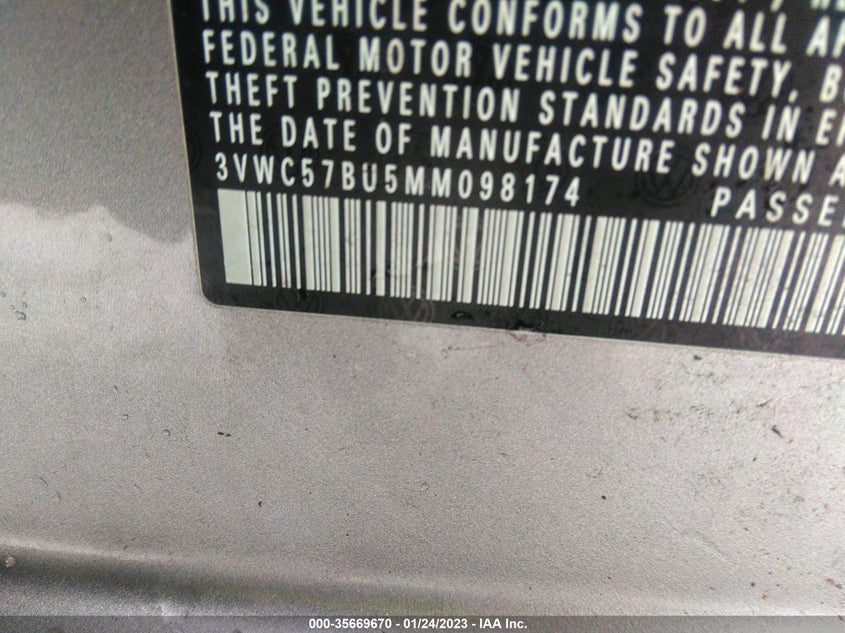 THIS VEHICLE CONFORMS TO ALL
FEDERAL MOTOR VEHICLE SAFETY,
THEFT PREVENTION STANDARDS IN
THE DATE OF MANUFACTURE SHOWN
3VWC57BU5MM098174 PASSE
000-35669670 — 01/24/2023 — IAA Inc.